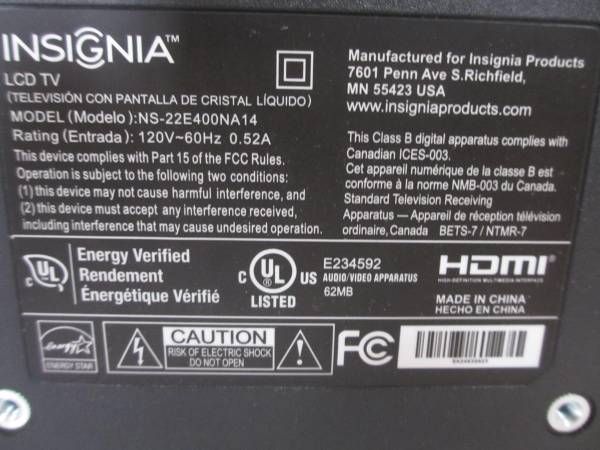 INSIGNIA™
LCD TV
(TELEVISIÓN CON PANTALLA DE CRISTAL LÍQUIDO)
MODEL (Modelo):NS-22E400NA14
Rating (Entrada): 120V~60Hz 0.52A
This device complies with Part 15 of the FCC Rules.
Operation is subject to the following two conditions:
(1) this device may not cause harmful interference, and
(2) this device must accept any interference received,
including interference that may cause undesired operation.
Manufactured for Insignia Products
7601 Penn Ave S.Richfield,
MN 55423 USA
www.insigniaproducts.com
This Class B digital apparatus complies with
Canadian ICES-003.
Cet appareil numérique de la classe B est
conforme à la norme NMB-003 du Canada.
Standard Television Receiving
Apparatus — Appareil de réception télévision
ordinaire,Canada BETS-7 / NTMR-7
UL
Energy Verified
Rendement
Énergétique Vérifié
C UL US
LISTED
E234592
AUDIO/VIDEO APPARATUS
62MB
HDMI
HIGH-DEFINITION MULTIMEDIA INTERFACE
MADE IN CHINA
HECHO EN CHINA
energy
ENERGY STAR
CAUTION
RISK OF ELECTRIC SHOCK
DO NOT OPEN
!
FC